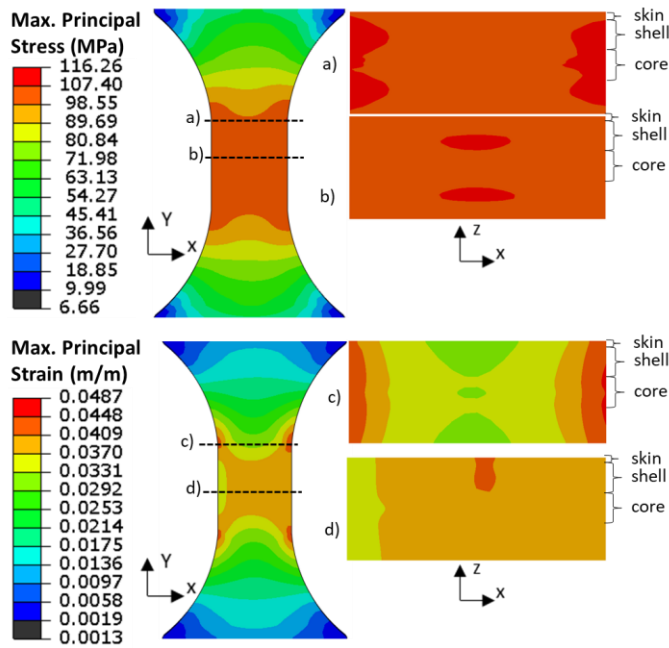 Max. Principal
Stress (MPa)
116.26
107.40
98.55
89.69
80.84
71.98
63.13
54.27
45.41
36.56
27.70
18.85
9.99
6.66
a)
b)
Y
x
a)
skin
shell
core
skin
shell
core
b)
z
x
Max. Principal
Strain (m/m)
0.0487
0.0448
0.0409
0.0370
0.0331
0.0292
0.0253
0.0214
0.0175
0.0136
0.0097
0.0058
0.0019
0.0013
c)
d)
Y
x
c)
skin
shell
core
skin
shell
core
d)
z
x